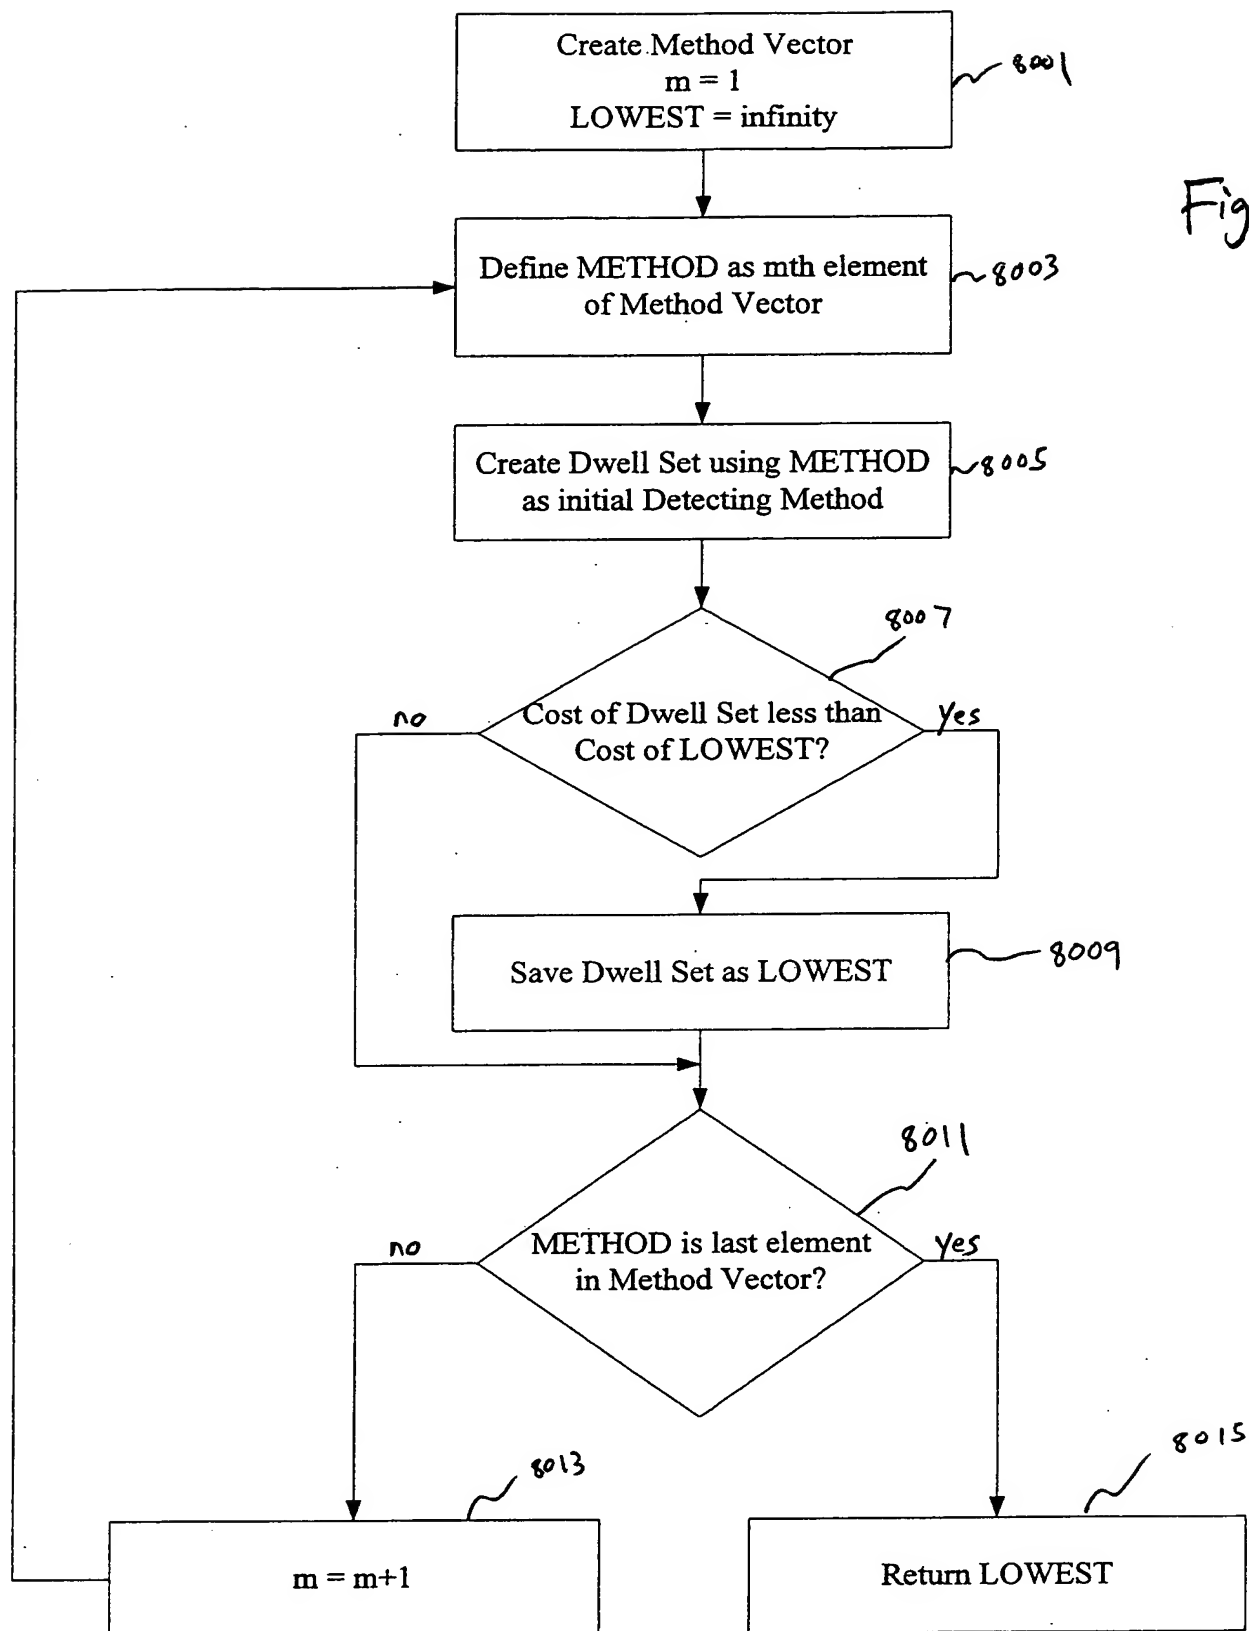 Create Method Vector
m = 1
LOWEST = infinity
8001
Fig
Define METHOD as mth element
of Method Vector
8003
Create Dwell Set using METHOD
as initial Detecting Method
8005
8007
no
Cost of Dwell Set less than
Cost of LOWEST?
yes
Save Dwell Set as LOWEST
8009
8011
no
METHOD is last element
in Method Vector?
yes
8013
8015
m = m+1
Return LOWEST